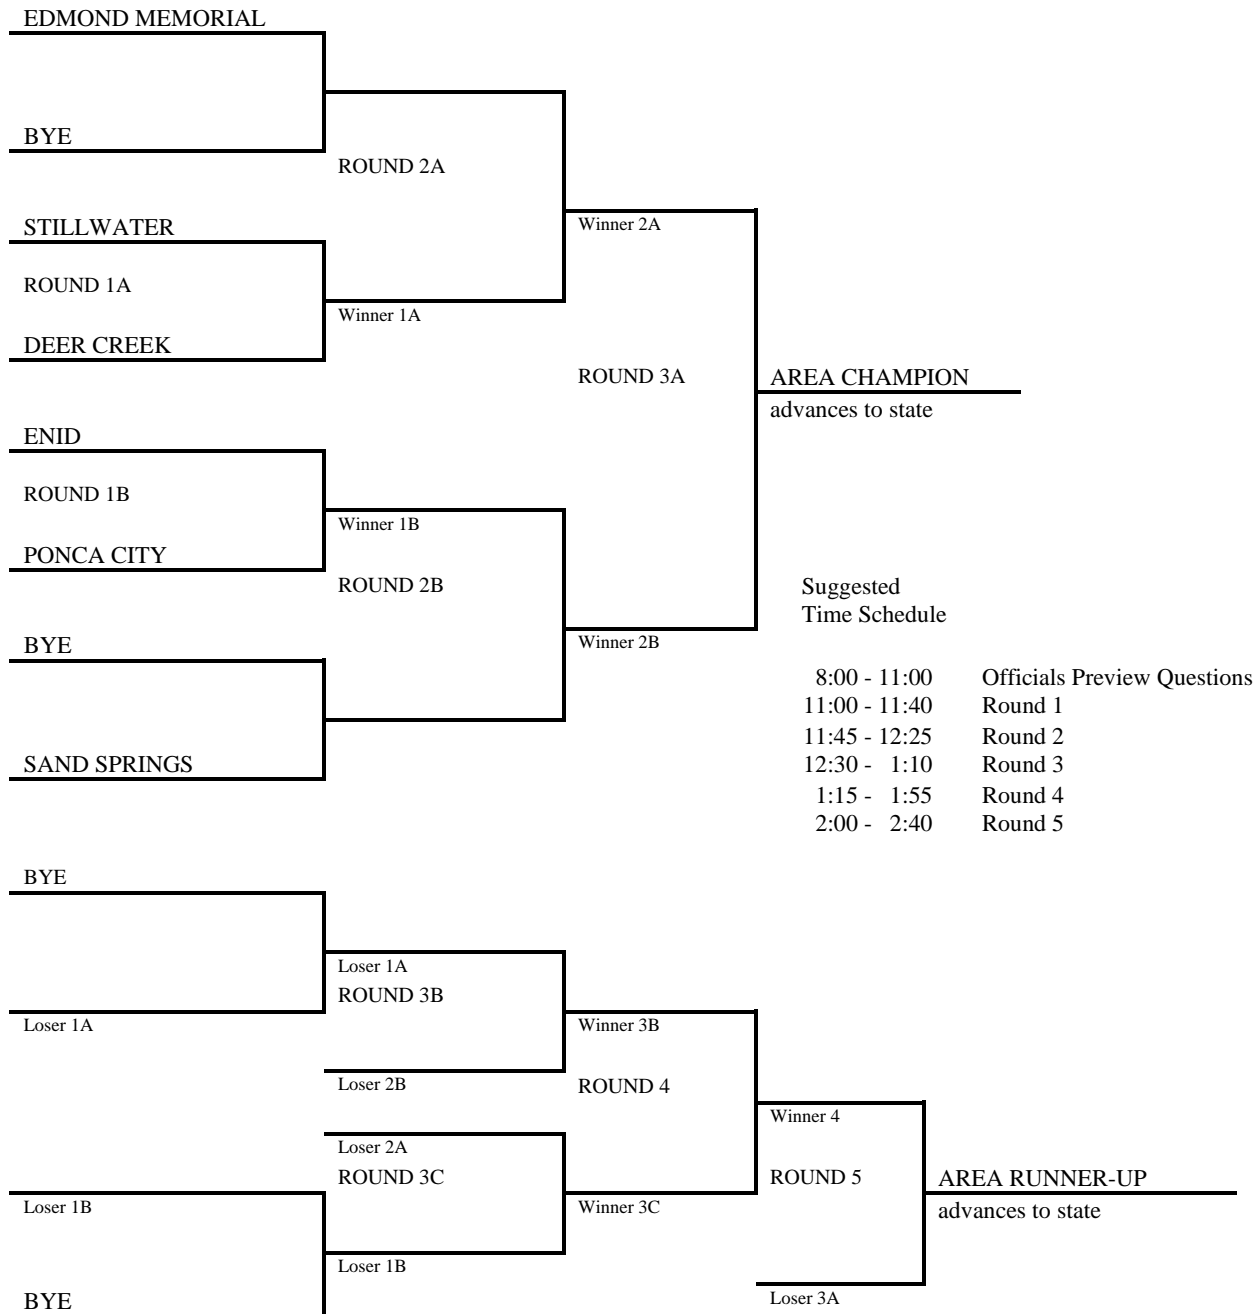 EDMOND MEMORIAL
BYE
ROUND 2A
STILLWATER
Winner 2A
ROUND 1A
Winner 1A
DEER CREEK
ROUND 3A
AREA CHAMPION
advances to state
ENID
ROUND 1B
Winner 1B
PONCA CITY
ROUND 2B
Suggested
Time Schedule
BYE
Winner 2B
8:00 - 11:00 Officials Preview Questions
11:00 - 11:40 Round 1
11:45 - 12:25 Round 2
SAND SPRINGS
12:30 - 1:10 Round 3
1:15 - 1:55 Round 4
2:00 - 2:40 Round 5
BYE
Loser 1A
ROUND 3B
Loser 1A
Winner 3B
Loser 2B
ROUND 4
Winner 4
Loser 2A
ROUND 3C
ROUND 5
AREA RUNNER-UP
Loser 1B
Winner 3C
advances to state
Loser 1B
BYE
Loser 3A